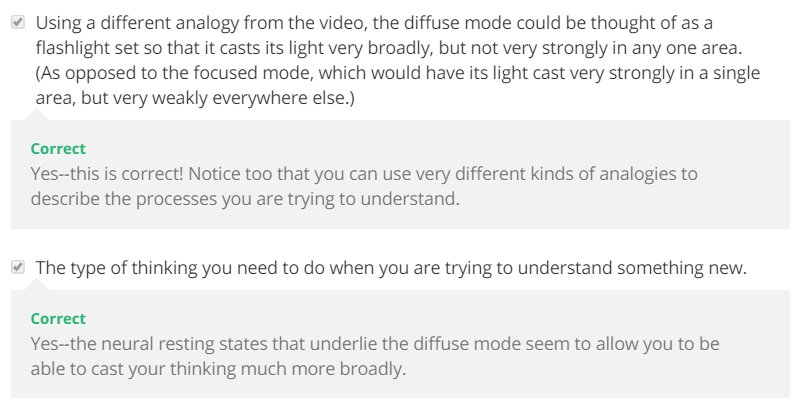 Using a different analogy from the video, the diffuse mode could be thought of as a
flashlight set so that it casts its light very broadly, but not very strongly in any one area.
(As opposed to the focused mode, which would have its light cast very strongly in a single
area, but very weakly everywhere else.)
Correct
Yes--this is correct! Notice too that you can use very different kinds of analogies to
describe the processes you are trying to understand.
The type of thinking you need to do when you are trying to understand something new.
Correct
Yes--the neural resting states that underlie the diffuse mode seem to allow you to be
able to cast your thinking much more broadly.